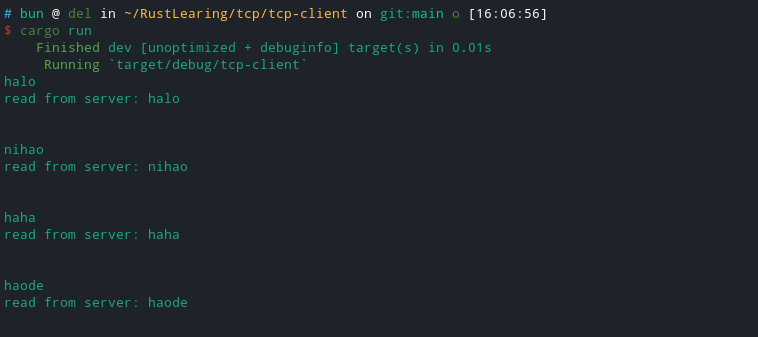 # bun @ del in ~/RustLearing/tcp/tcp-client on git:main o [16:06:56]
$ cargo run
    Finished dev [unoptimized + debuginfo] target(s) in 0.01s
     Running `target/debug/tcp-client`
halo
read from server: halo
nihao
read from server: nihao
haha
read from server: haha
haode
read from server: haode